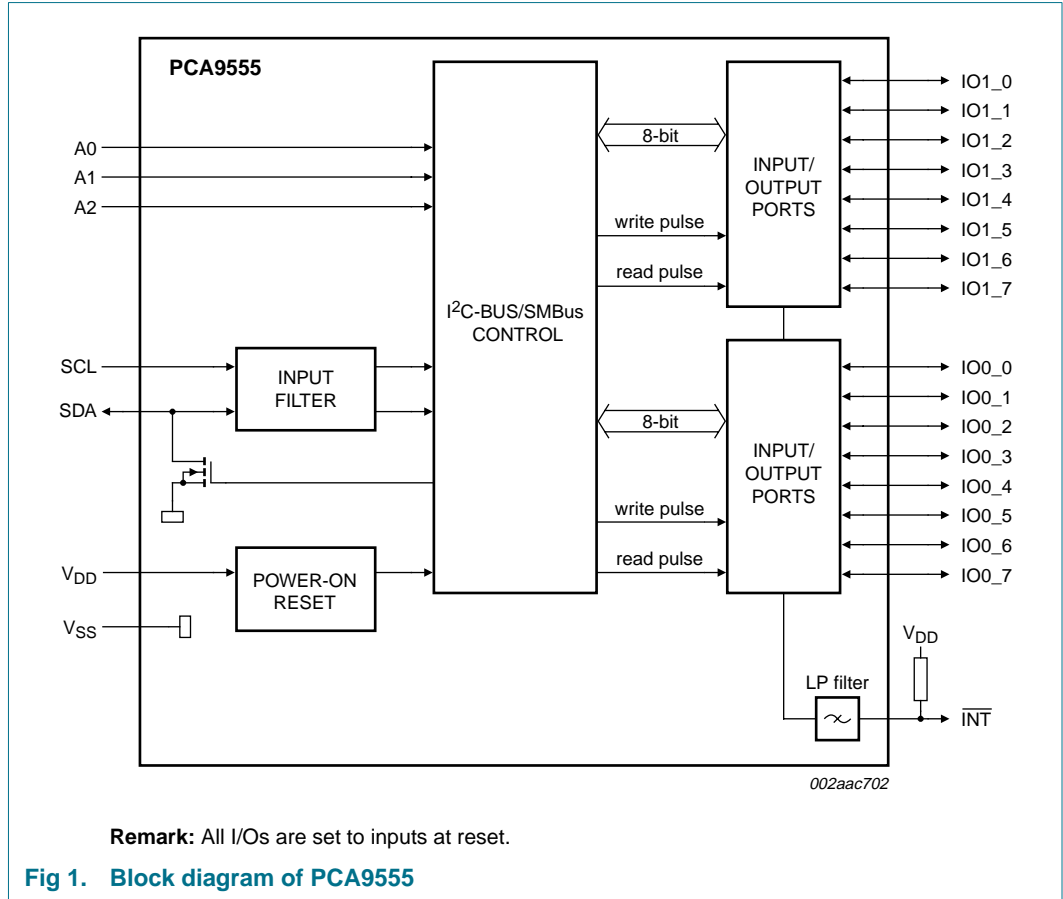 PCA9555
A0
A1
A2
SCL
SDA
VDD
VSS
INPUT
FILTER
POWER-ON
RESET
I2C-BUS/SMBus
CONTROL
8-bit
write pulse
read pulse
INPUT/
OUTPUT
PORTS
IO1_0
IO1_1
IO1_2
IO1_3
IO1_4
IO1_5
IO1_6
IO1_7
8-bit
write pulse
read pulse
INPUT/
OUTPUT
PORTS
IO0_0
IO0_1
IO0_2
IO0_3
IO0_4
IO0_5
IO0_6
IO0_7
VDD
LP filter
INT
002aac702
Remark: All I/Os are set to inputs at reset.
Fig 1. Block diagram of PCA9555